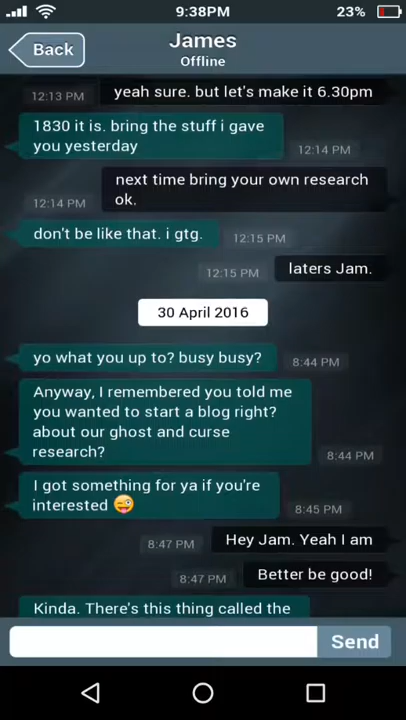 9:38PM
23%
Back
James
Offline
12:13 PM
yeah sure. but let's make it 6.30pm
1830 it is. bring the stuff i gave
you yesterday
12:14 PM
next time bring your own research
ok.
12:14 PM
don't be like that. i gtg.
12:15 PM
laters Jam.
12:15 PM
30 April 2016
yo what you up to? busy busy?
8:44 PM
Anyway, I remembered you told me
you wanted to start a blog right?
about our ghost and curse
research?
8:44 PM
I got something for ya if you're
interested 😜
8:45 PM
Hey Jam. Yeah I am
8:47 PM
Better be good!
8:47 PM
Kinda. There's this thing called the
Send